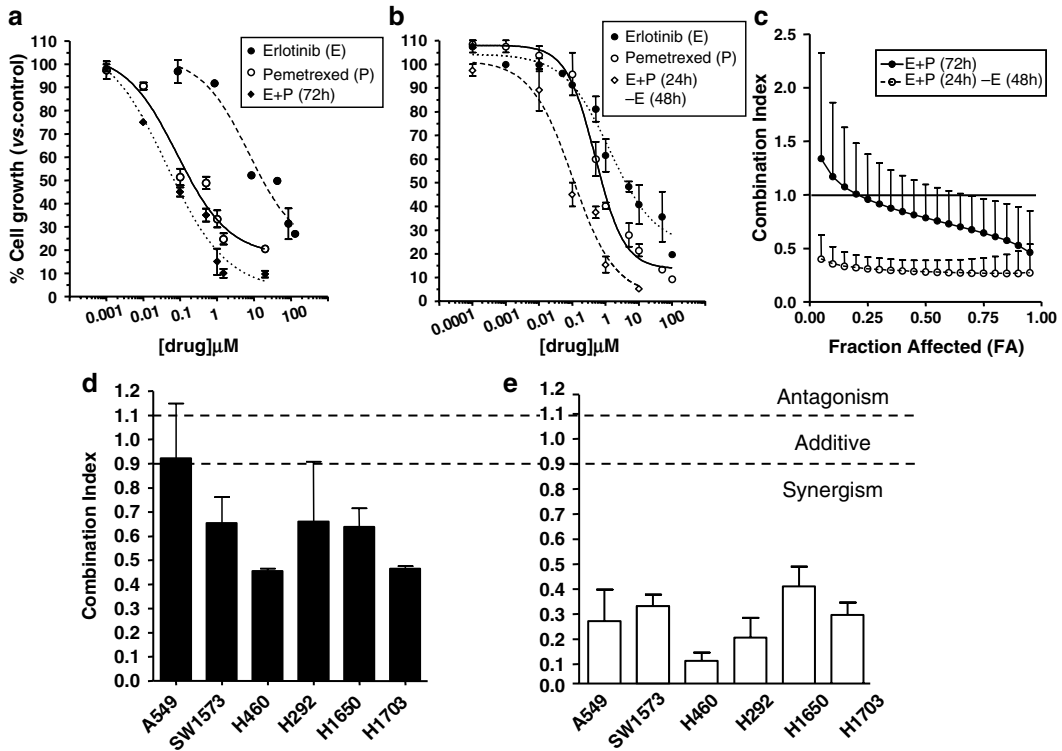 a
110
100
90
80
70
60
50
40
30
20
10
0
% Cell growth (vs.control)
Erlotinib (E)
Pemetrexed (P)
E+P (72h)
0.001
0.01
0.1
1
10
100
[drug]µM
b
110
100
90
80
70
60
50
40
30
20
10
0
Erlotinib (E)
Pemetrexed (P)
E+P (24h)
–E (48h)
0.0001
0.001
0.01
0.1
1
10
100
[drug]µM
c
2.5
2.0
1.5
1.0
0.5
0.0
Combination Index
E+P (72h)
E+P (24h) –E (48h)
0.00
0.25
0.50
0.75
1.00
Fraction Affected (FA)
d
1.2
1.1
1.0
0.9
0.8
0.7
0.6
0.5
0.4
0.3
0.2
0.1
0.0
Combination Index
A549
SW1573
H460
H292
H1650
H1703
e
1.2
1.1
1.0
0.9
0.8
0.7
0.6
0.5
0.4
0.3
0.2
0.1
0.0
Antagonism
Additive
Synergism
A549
SW1573
H460
H292
H1650
H1703